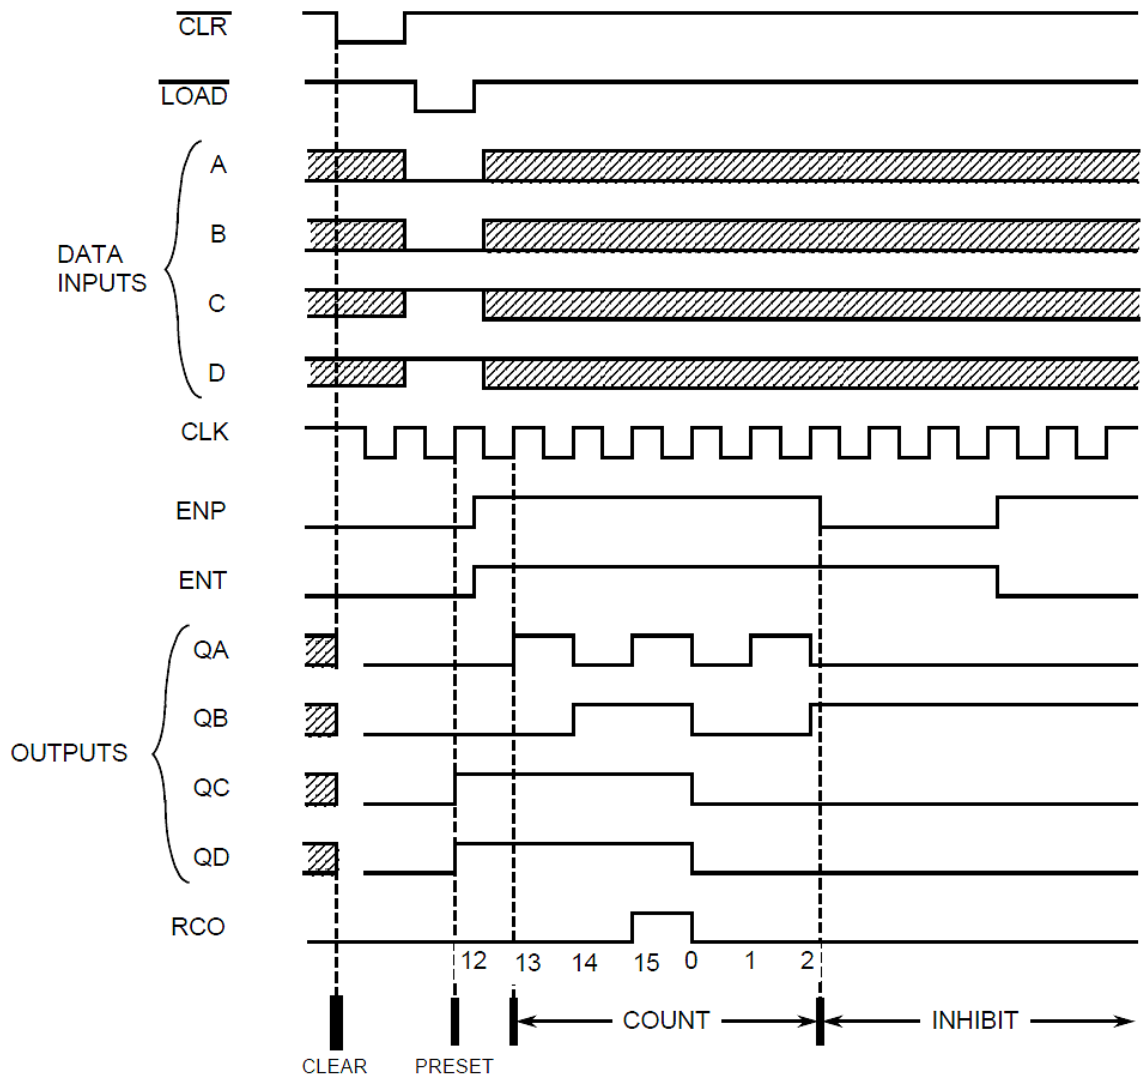 CLR
LOAD
A
B
DATA
INPUTS
C
D
CLK
ENP
ENT
QA
QB
OUTPUTS
QC
QD
RCO
12 13 14 15 0 1 2
COUNT INHIBIT
CLEAR PRESET